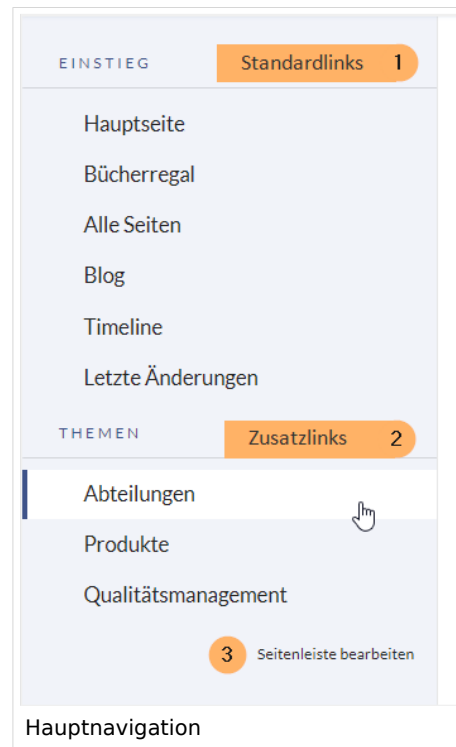 EINSTIEG Standardlinks 1
Hauptseite
Bücherregal
Alle Seiten
Blog
Timeline
Letzte Änderungen
THEMEN Zusatzlinks 2
Abteilungen
Produkte
Qualitätsmanagement
3 Seitenleiste bearbeiten
Hauptnavigation